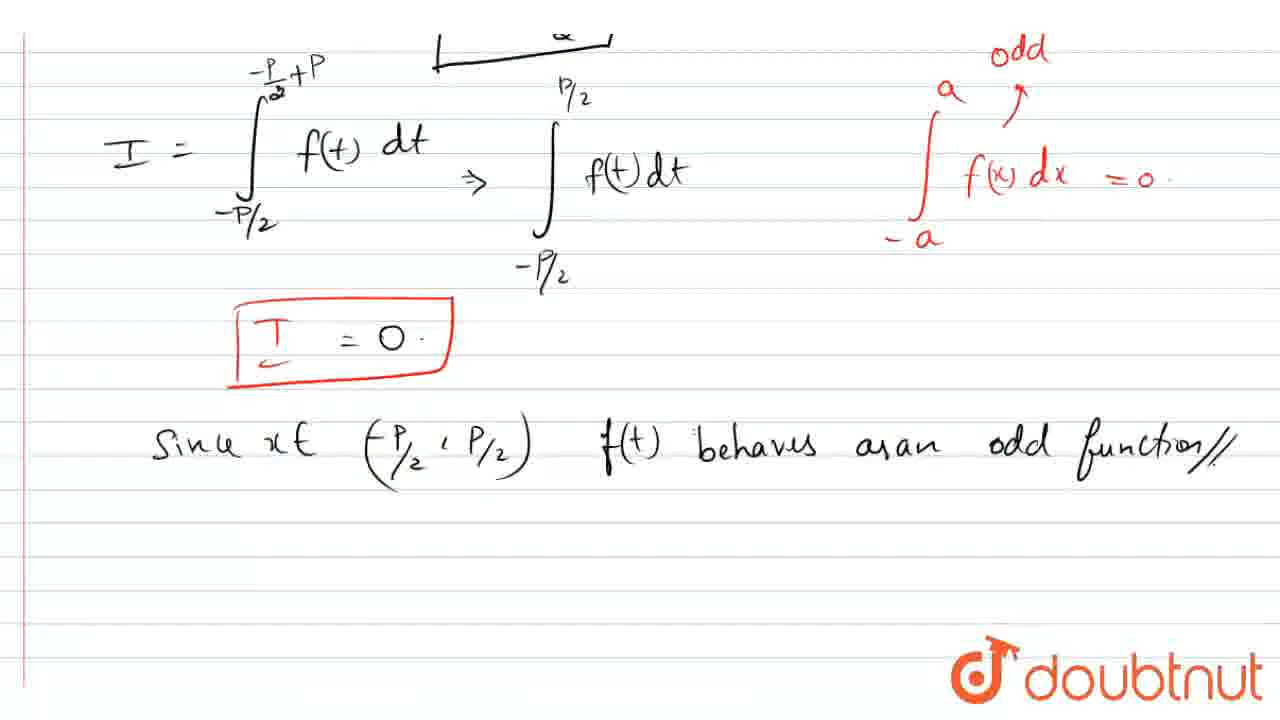 a
odd
I = ∫_{-P/2}^{-P/2+P} f(t) dt ⇒ ∫_{-P/2}^{P/2} f(t) dt
∫_{-a}^{a} f(x) dx = 0.
I = 0.
Since x∈ (-P/2, P/2) f(t) behaves as an odd function//
doubtnut